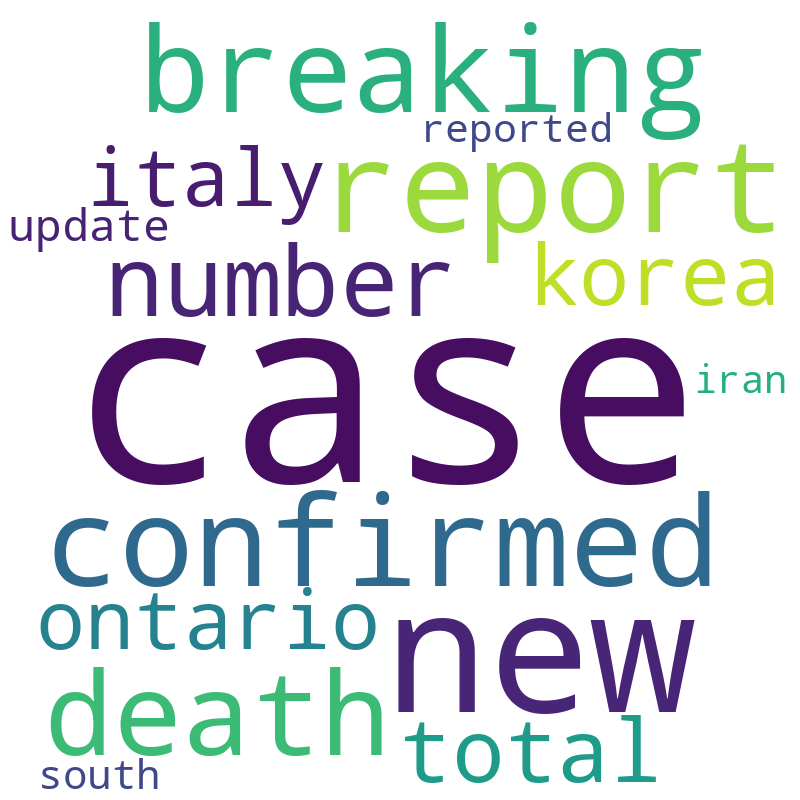 breaking
reported
italy report
update
number korea
case
iran
confirmed
ontario new
death
total
south